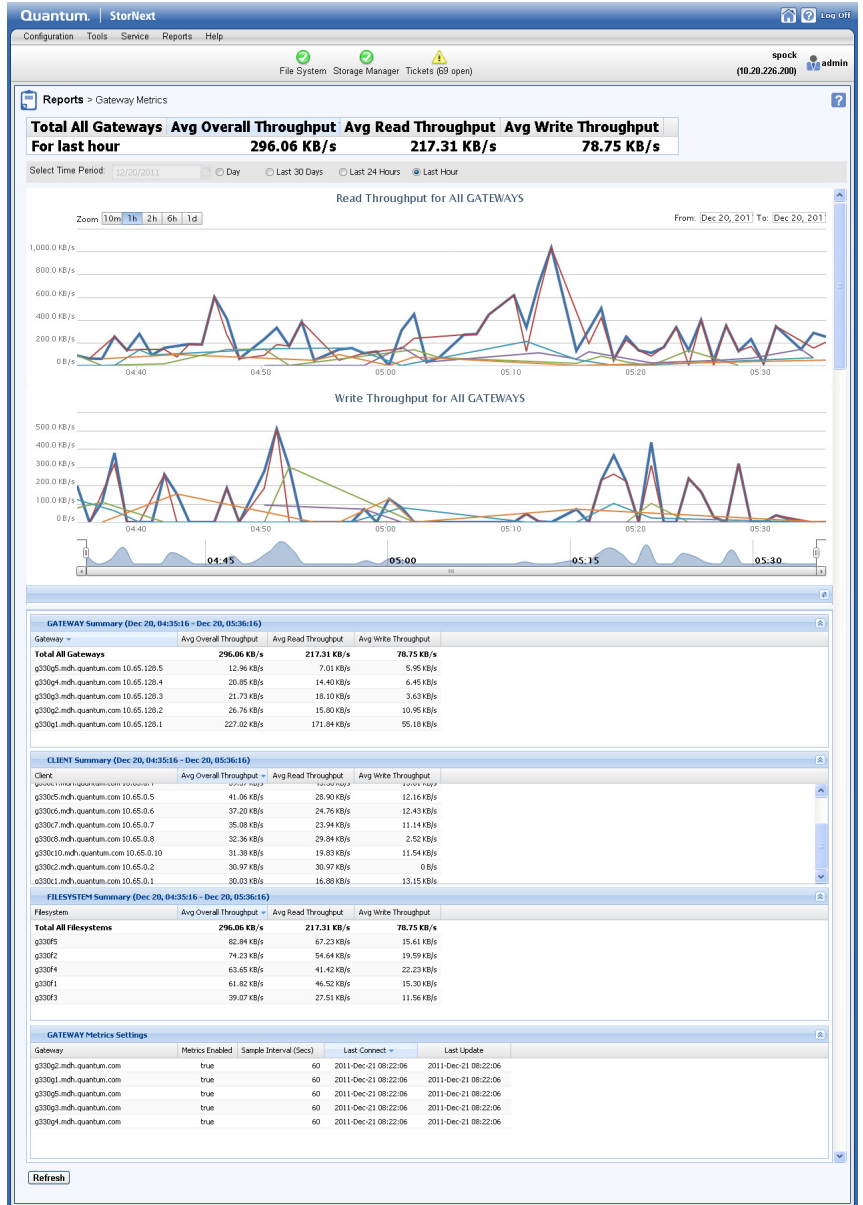 Quantum. | StorNext
Log Off
Configuration Tools Service Reports Help
File System Storage Manager Tickets (69 open)
spock
(10.20.226.200)
admin
Reports > Gateway Metrics
Total All Gateways Avg Overall Throughput Avg Read Throughput Avg Write Throughput
For last hour 296.06 KB/s 217.31 KB/s 78.75 KB/s
Select Time Period: 12/20/2011 Day Last 30 Days Last 24 Hours Last Hour
Read Throughput for All GATEWAYS
Zoom 10m 1h 2h 6h 1d
From: Dec 20, 201 To: Dec 20, 201
1,000.0 KB/s
800.0 KB/s
600.0 KB/s
400.0 KB/s
200.0 KB/s
0 B/s
04:40 04:50 05:00 05:10 05:20 05:30
Write Throughput for All GATEWAYS
500.0 KB/s
400.0 KB/s
300.0 KB/s
200.0 KB/s
100.0 KB/s
0 B/s
04:40 04:50 05:00 05:10 05:20 05:30
04:45 05:00 05:15 05:30
GATEWAY Summary (Dec 20, 04:35:16 - Dec 20, 05:36:16)
Gateway Avg Overall Throughput Avg Read Throughput Avg Write Throughput
Total All Gateways 296.06 KB/s 217.31 KB/s 78.75 KB/s
g330g5.mdh.quantum.com 10.65.128.5 12.96 KB/s 7.01 KB/s 5.95 KB/s
g330g4.mdh.quantum.com 10.65.128.4 20.85 KB/s 14.40 KB/s 6.45 KB/s
g330g3.mdh.quantum.com 10.65.128.3 21.73 KB/s 18.10 KB/s 3.63 KB/s
g330g2.mdh.quantum.com 10.65.128.2 26.76 KB/s 15.80 KB/s 10.95 KB/s
g330g1.mdh.quantum.com 10.65.128.1 227.02 KB/s 171.84 KB/s 55.18 KB/s
CLIENT Summary (Dec 20, 04:35:16 - Dec 20, 05:36:16)
Client Avg Overall Throughput Avg Read Throughput Avg Write Throughput
g330c5.mdh.quantum.com 10.65.0.5 41.06 KB/s 28.90 KB/s 12.16 KB/s
g330c6.mdh.quantum.com 10.65.0.6 37.20 KB/s 24.76 KB/s 12.43 KB/s
g330c7.mdh.quantum.com 10.65.0.7 35.08 KB/s 23.94 KB/s 11.14 KB/s
g330c8.mdh.quantum.com 10.65.0.8 32.36 KB/s 29.84 KB/s 2.52 KB/s
g330c10.mdh.quantum.com 10.65.0.10 31.38 KB/s 19.83 KB/s 11.54 KB/s
g330c2.mdh.quantum.com 10.65.0.2 30.97 KB/s 30.97 KB/s 0 B/s
g330c1.mdh.quantum.com 10.65.0.1 30.03 KB/s 16.88 KB/s 13.15 KB/s
FILESYSTEM Summary (Dec 20, 04:35:16 - Dec 20, 05:36:16)
Filesystem Avg Overall Throughput Avg Read Throughput Avg Write Throughput
Total All Filesystems 296.06 KB/s 217.31 KB/s 78.75 KB/s
g330f5 82.84 KB/s 67.23 KB/s 15.61 KB/s
g330f2 74.23 KB/s 54.64 KB/s 19.59 KB/s
g330f4 63.65 KB/s 41.42 KB/s 22.23 KB/s
g330f1 61.82 KB/s 46.52 KB/s 15.30 KB/s
g330f3 39.07 KB/s 27.51 KB/s 11.56 KB/s
GATEWAY Metrics Settings
Gateway Metrics Enabled Sample Interval (Secs) Last Connect Last Update
g330g2.mdh.quantum.com true 60 2011-Dec-21 08:22:06 2011-Dec-21 08:22:06
g330g1.mdh.quantum.com true 60 2011-Dec-21 08:22:06 2011-Dec-21 08:22:06
g330g5.mdh.quantum.com true 60 2011-Dec-21 08:22:06 2011-Dec-21 08:22:06
g330g3.mdh.quantum.com true 60 2011-Dec-21 08:22:06 2011-Dec-21 08:22:06
g330g4.mdh.quantum.com true 60 2011-Dec-21 08:22:06 2011-Dec-21 08:22:06
Refresh